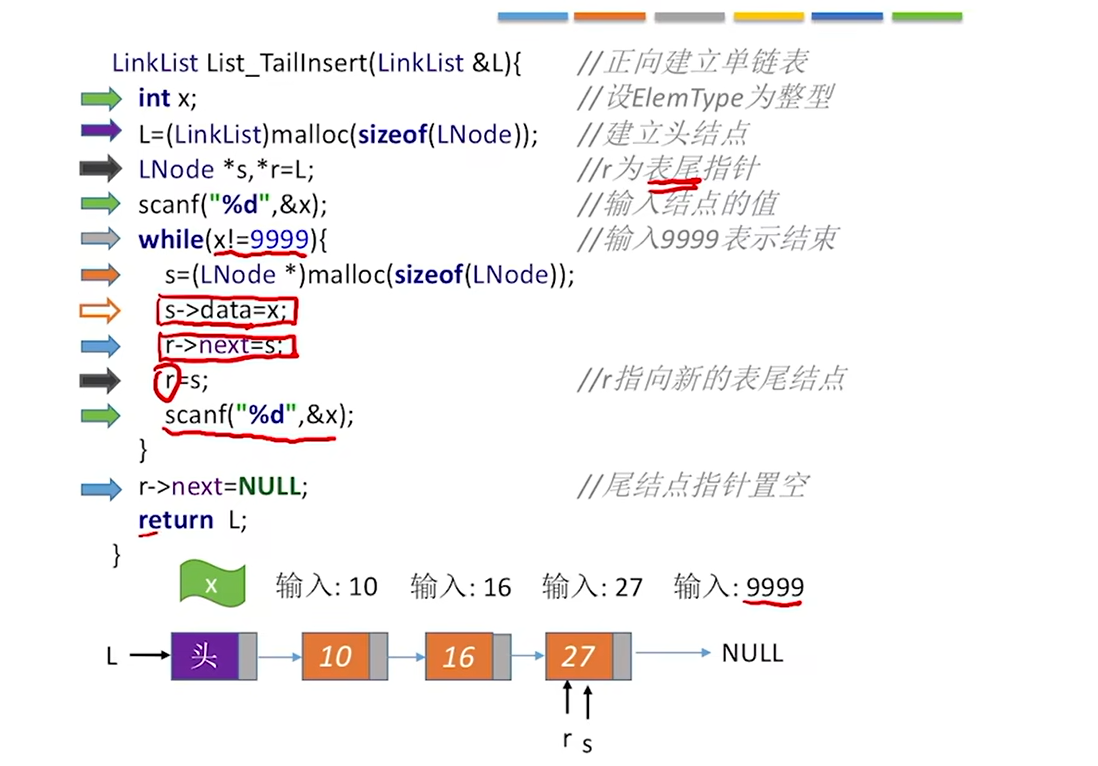 LinkList List_TailInsert(LinkList &L){ //正向建立单链表
int x; //设ElemType为整型
L=(LinkList)malloc(sizeof(LNode)); //建立头结点
LNode *s,*r=L; //r为表尾指针
scanf("%d",&x); //输入结点的值
while(x!=9999){ //输入9999表示结束
s=(LNode *)malloc(sizeof(LNode));
s->data=x;
r->next=s;
r=s; //r指向新的表尾结点
scanf("%d",&x);
}
r->next=NULL; //尾结点指针置空
return L;
}
x 输入: 10 输入: 16 输入: 27 输入: 9999
L 头 10 16 27 NULL
r s